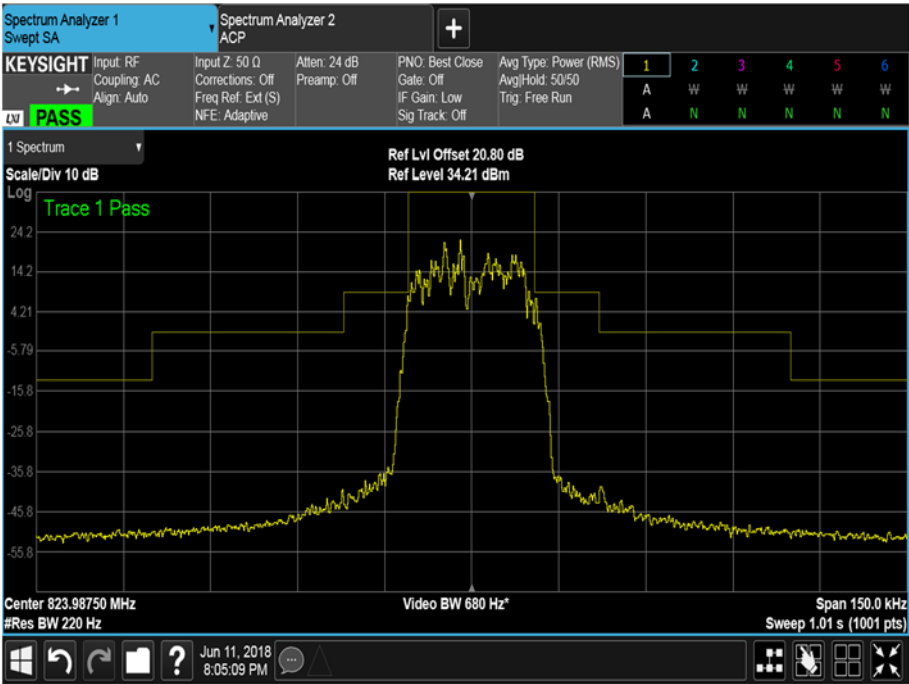 Spectrum Analyzer 1
Swept SA
Spectrum Analyzer 2
ACP
+
KEYSIGHT
Input: RF
Coupling: AC
Align: Auto
Input Z: 50 Ω
Corrections: Off
Freq Ref: Ext (S)
NFE: Adaptive
Atten: 24 dB
Preamp: Off
PNO: Best Close
Gate: Off
IF Gain: Low
Sig Track: Off
Avg Type: Power (RMS)
Avg|Hold: 50/50
Trig: Free Run
1 2 3 4 5 6
A W W W W W
A N N N N N
LXI PASS
1 Spectrum
Scale/Div 10 dB
Ref Lvl Offset 20.80 dB
Ref Level 34.21 dBm
Log
Trace 1 Pass
24.2
14.2
4.21
-5.79
-15.8
-25.8
-35.8
-45.8
-55.8
Center 823.98750 MHz
#Res BW 220 Hz
Video BW 680 Hz*
Span 150.0 kHz
Sweep 1.01 s (1001 pts)
?
Jun 11, 2018
8:05:09 PM